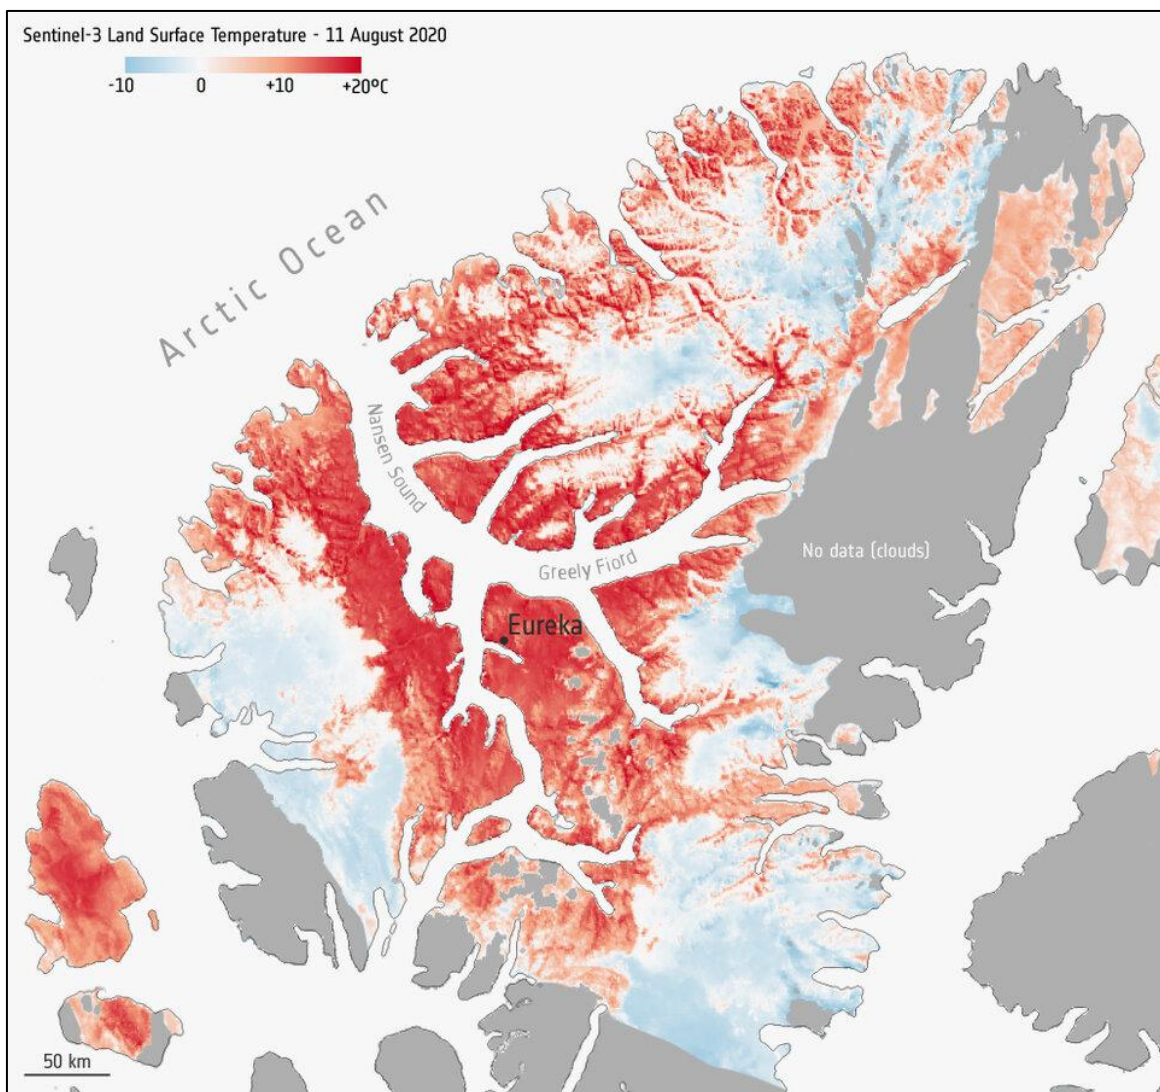 Sentinel-3 Land Surface Temperature - 11 August 2020
-10 0 +10 +20ºC
Arctic Ocean
Nansen Sound
Greely Fiord
No data (clouds)
Eureka
50 km